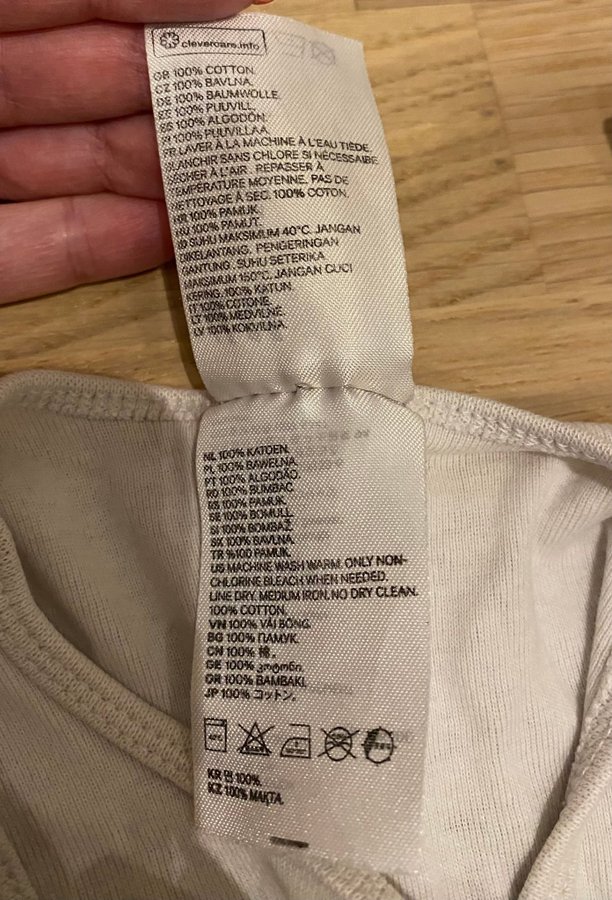 clevercare.info
GB 100% COTTON.
CZ 100% BAVLNA.
DE 100% BAUMWOLLE.
EE 100% PUUVILL.
ES 100% ALGODÓN.
FI 100% PUUVILLAA.
FR LAVER À LA MACHINE À L'EAU TIÈDE.
BLANCHIR SANS CHLORE SI NÉCESSAIRE
SÉCHER À L'AIR. REPASSER À
TEMPÉRATURE MOYENNE. PAS DE
NETTOYAGE À SEC. 100% COTON.
HR 100% PAMUK.
HU 100% PAMUT.
ID SUHU MAKSIMUM 40°C. JANGAN
DIKELANTANG. PENGERINGAN
GANTUNG. SUHU SETERIKA
MAKSIMUM 150°C. JANGAN CUCI
KERING. 100% KATUN.
IT 100% COTONE.
LT 100% MEDVILNĖ.
LV 100% KOKVILNA.
NL 100% KATOEN.
PL 100% BAWEŁNA.
PT 100% ALGODÃO.
RO 100% BUMBAC.
RS 100% PAMUK.
SE 100% BOMULL.
SI 100% BOMBAŽ.
SK 100% BAVLNA.
TR %100 PAMUK.
US MACHINE WASH WARM. ONLY NON-
CHLORINE BLEACH WHEN NEEDED.
LINE DRY. MEDIUM IRON. NO DRY CLEAN.
100% COTTON.
VN 100% VẢI BÔNG.
BG 100% ПАМУК.
CN 100% 棉。
GE 100% კოტონი.
GR 100% BAMBAKI.
JP 100% コットン。
40°C
KR 면 100%.
KZ 100% МАҚТА.